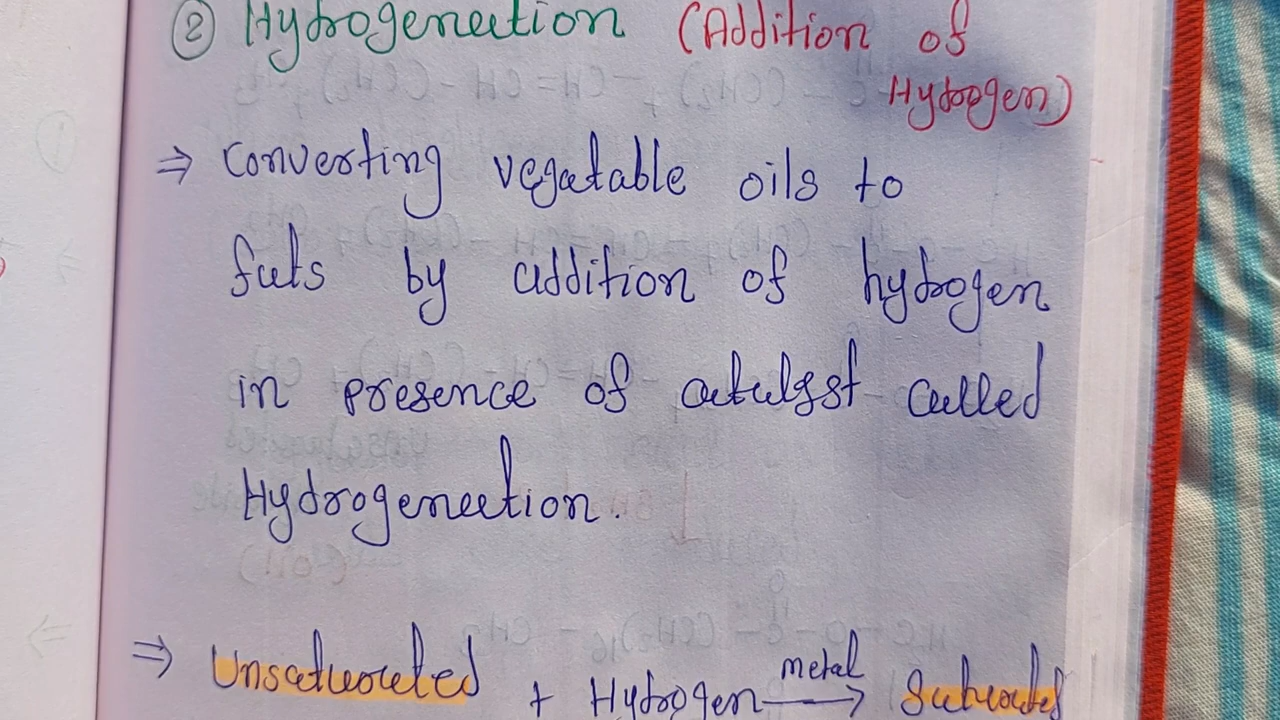 ② Hydrogenation (Addition of
Hydrogen)
⇒ Converting vegatable oils to
fats by addition of hydrogen
in presence of catalyst called
Hydrogenation.
⇒ Unsaturated + Hydrogen metal → Saturated